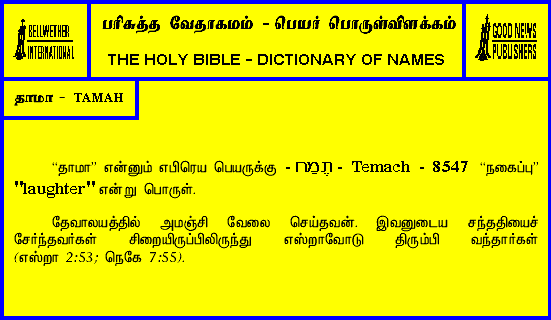 BELLWETHER
INTERNATIONAL
பரிசுத்த வேதாகமம் - பெயர் பொருள்விளக்கம்
THE HOLY BIBLE - DICTIONARY OF NAMES
GOOD NEWS
PUBLISHERS
தாமா - TAMAH
“தாமா” என்னும் எபிரெய பெயருக்கு - תֶּמַח - Temach - 8547 “நகைப்பு”
"laughter" என்று பொருள்.
தேவாலயத்தில் அமஞ்சி வேலை செய்தவன். இவனுடைய சந்ததியைச்
சேர்ந்தவர்கள் சிறையிருப்பிலிருந்து எஸ்றாவோடு திரும்பி வந்தார்கள்
(எஸ்றா 2:53; நெகே 7:55).